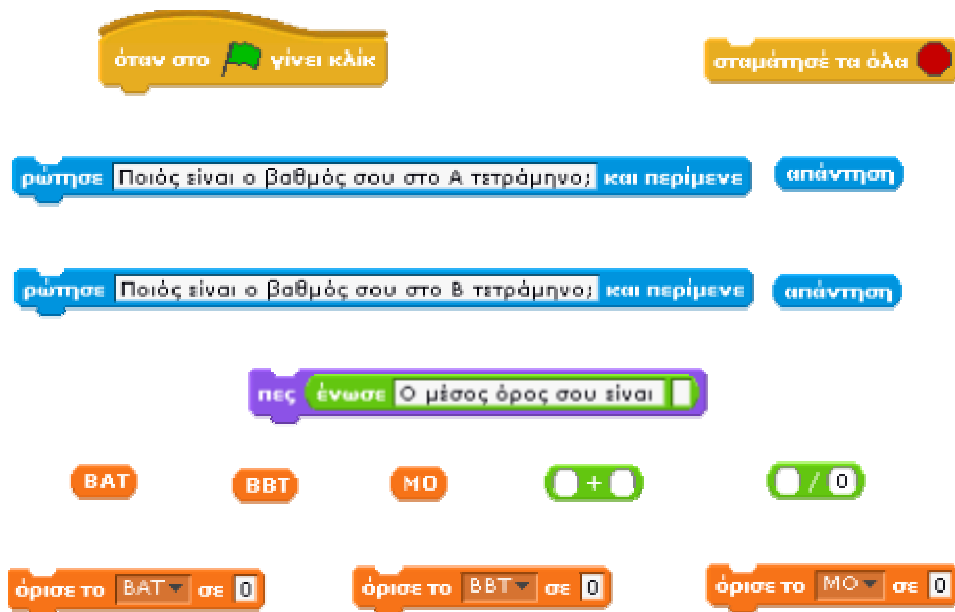 όταν στο γίνει κλίκ
σταμάτησέ τα όλα
ρώτησε Ποιός είναι ο βαθμός σου στο Α τετράμηνο; και περίμενε απάντηση
ρώτησε Ποιός είναι ο βαθμός σου στο Β τετράμηνο; και περίμενε απάντηση
πες ένωσε Ο μέσος όρος σου είναι
ΒΑΤ ΒΒΤ ΜΟ + / 0
όρισε το ΒΑΤ σε 0 όρισε το ΒΒΤ σε 0 όρισε το ΜΟ σε 0